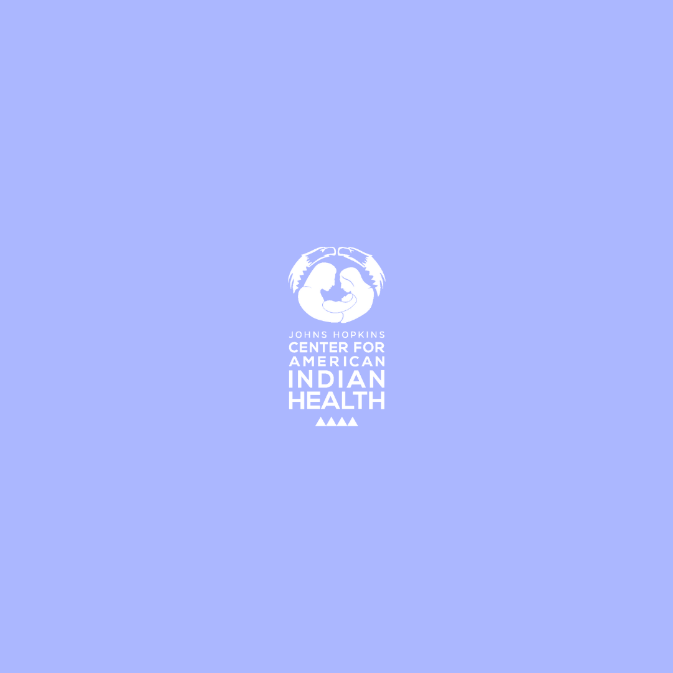 JOHNS HOPKINS
CENTER FOR
AMERICAN
INDIAN
HEALTH